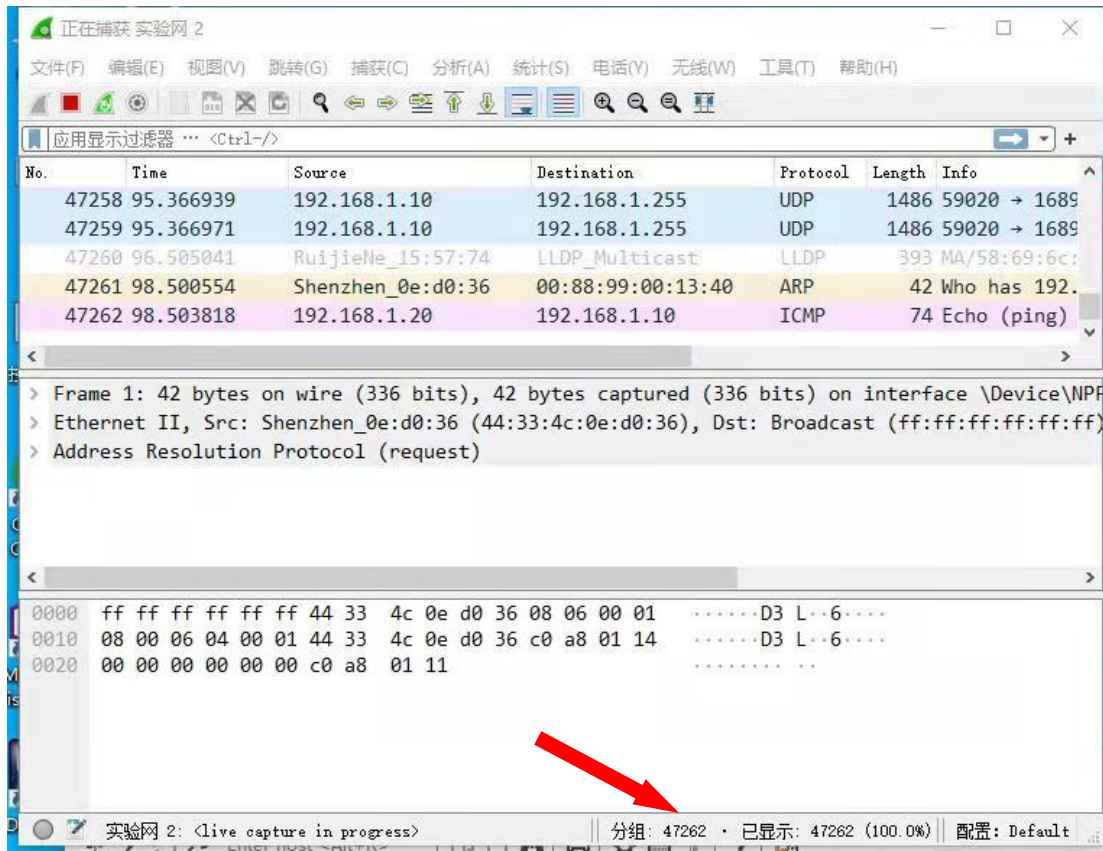 正在捕获 实验网 2
文件(F) 编辑(E) 视图(V) 跳转(G) 捕获(C) 分析(A) 统计(S) 电话(Y) 无线(W) 工具(T) 帮助(H)
应用显示过滤器 … <Ctrl-/>
No. Time Source Destination Protocol Length Info
47258 95.366939 192.168.1.10 192.168.1.255 UDP 1486 59020 → 1689
47259 95.366971 192.168.1.10 192.168.1.255 UDP 1486 59020 → 1689
47260 96.505041 RuijieNe_15:57:74 LLDP_Multicast LLDP 393 MA/58:69:6c:
47261 98.500554 Shenzhen_0e:d0:36 00:88:99:00:13:40 ARP 42 Who has 192.
47262 98.503818 192.168.1.20 192.168.1.10 ICMP 74 Echo (ping)
Frame 1: 42 bytes on wire (336 bits), 42 bytes captured (336 bits) on interface \Device\NPF
Ethernet II, Src: Shenzhen_0e:d0:36 (44:33:4c:0e:d0:36), Dst: Broadcast (ff:ff:ff:ff:ff:ff)
Address Resolution Protocol (request)
0000 ff ff ff ff ff ff 44 33 4c 0e d0 36 08 06 00 01 ······D3 L··6····
0010 08 00 06 04 00 01 44 33 4c 0e d0 36 c0 a8 01 14 ······D3 L··6····
0020 00 00 00 00 00 00 c0 a8 01 11 ········ ··
实验网 2: <live capture in progress> 分组: 47262 · 已显示: 47262 (100.0%) 配置: Default